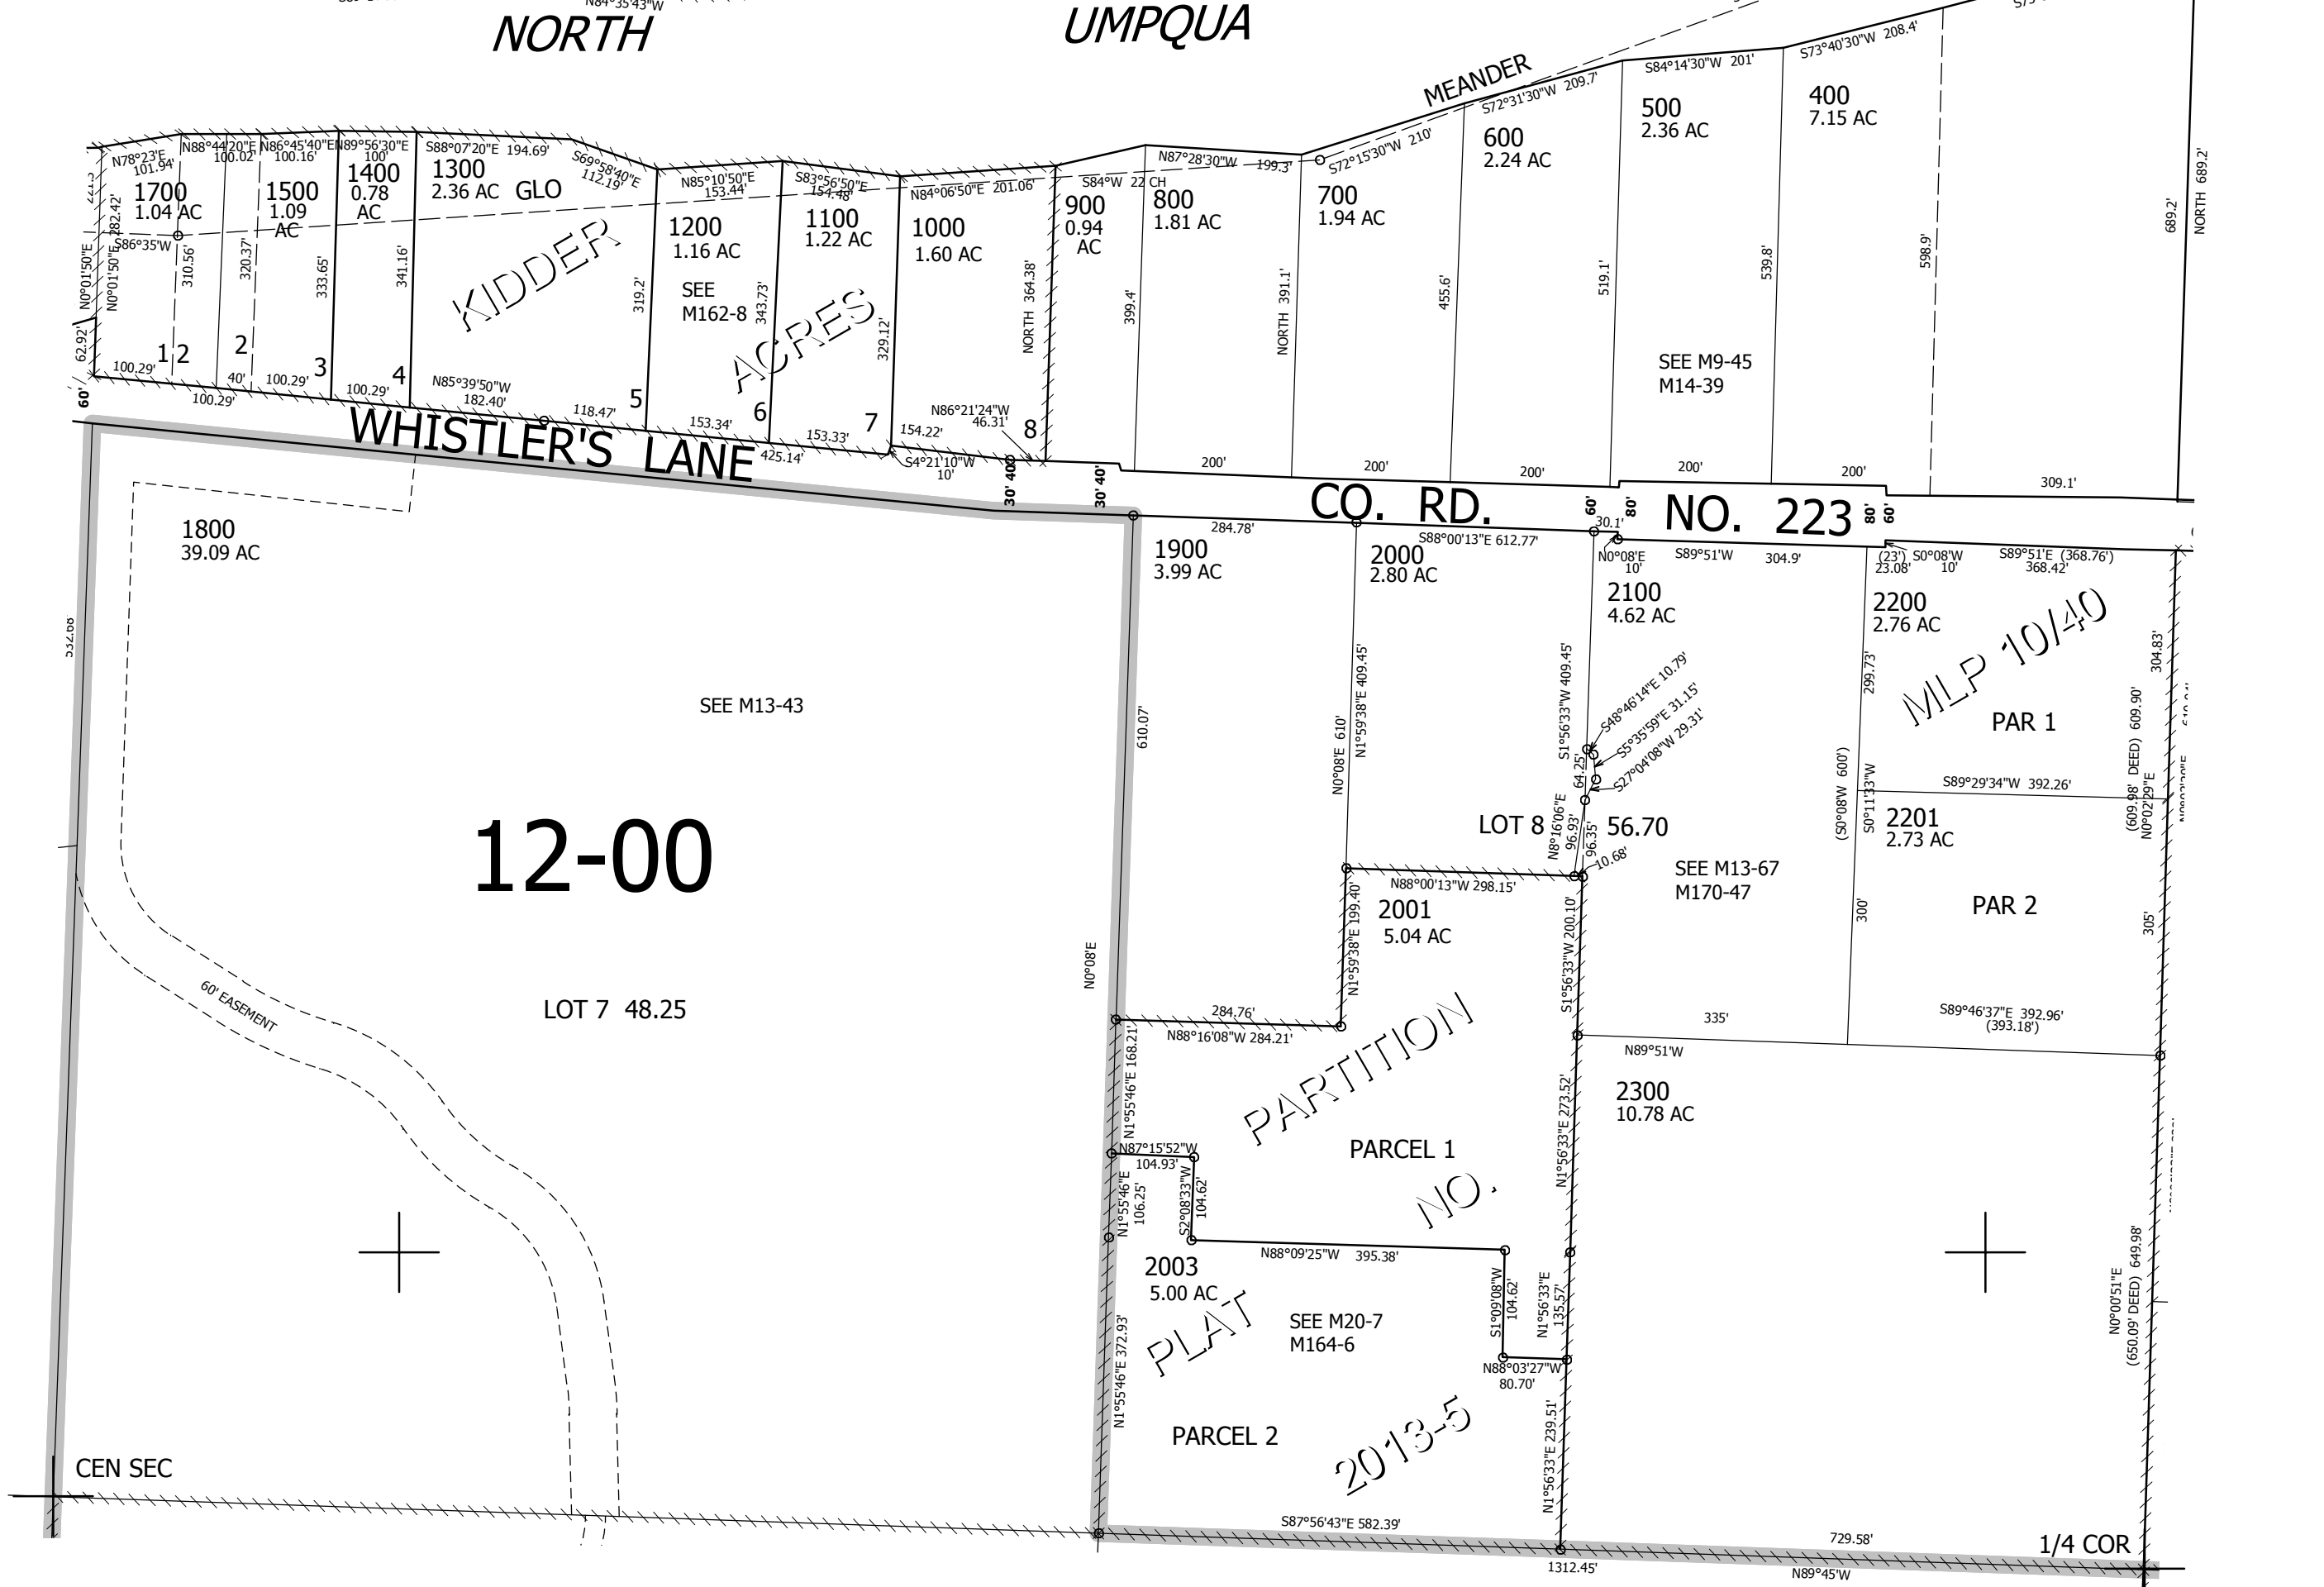 N84°35'43"W
NORTH
UMPQUA
MEANDER
S72°31'30"W 209.7'
S84°14'30"W 201'
S73°40'30"W 208.4'
N78°23'E
101.94'
N88°44'20"E
100.02'
N86°45'40"E
100.16'
N89°56'30"E
100'
S88°07'20"E 194.69'
S69°58'40"E
112.19'
N85°10'50"E
153.44'
S83°56'50"E
154.48'
N84°06'50"E 201.06'
S84°W 22 CH
N87°28'30"W 199.3'
S72°15'30"W 210'
1700
1.04 AC
1500
1.09
AC
1400
0.78
AC
1300
2.36 AC
GLO
1200
1.16 AC
SEE
M162-8
1100
1.22 AC
1000
1.60 AC
900
0.94
AC
800
1.81 AC
700
1.94 AC
600
2.24 AC
500
2.36 AC
400
7.15 AC
S86°35'W
N0°01'50"E
N0°01'50"E 282.42'
62.92'
310.56'
320.37'
333.65'
341.16'
319.2'
343.73'
329.12'
NORTH 364.38'
399.4'
NORTH 391.1'
455.6'
519.1'
539.8'
598.9'
689.2'
NORTH 689.2'
KIDDER
ACRES
SEE M9-45
M14-39
1
2
2
3
4
5
6
7
8
60'
100.29'
100.29'
40'
100.29'
100.29'
N85°39'50"W
182.40'
118.47'
153.34'
153.33'
425.14'
154.22'
N86°21'24"W
46.31'
S4°21'10"W
10'
30' 40'
30' 40'
200'
200'
200'
200'
200'
309.1'
WHISTLER'S LANE
CO. RD.
NO. 223
60'
80'
80'
60'
284.78'
S88°00'13"E 612.77'
30.1'
N0°08'E
10'
S89°51'W
304.9'
(23')
23.08'
S0°08'W
10'
S89°51'E (368.76')
368.42'
1800
39.09 AC
1900
3.99 AC
2000
2.80 AC
2100
4.62 AC
2200
2.76 AC
MLP 10/40
PAR 1
532.68'
SEE M13-43
12-00
LOT 7 48.25
60' EASEMENT
610.07'
N0°08'E
N0°08'E 610'
N1°59'38"E 409.45'
S1°56'33"W 409.45'
S48°46'14"E 10.79'
S5°35'59"E 31.15'
S27°04'08"W 29.31'
64.25'
N8°16'06"E
96.93'
96.35'
10.68'
299.73'
(S0°08'W 600')
S0°11'33"W
S89°29'34"W 392.26'
304.83'
(609.98' DEED) 609.90'
N0°02'29"E
LOT 8
56.70
SEE M13-67
M170-47
2201
2.73 AC
PAR 2
300'
305'
N88°00'13"W 298.15'
2001
5.04 AC
N1°59'38"E 199.40'
S1°56'33"W 200.10'
284.76'
N88°16'08"W 284.21'
335'
N89°51'W
S89°46'37"E 392.96'
(393.18')
2300
10.78 AC
N1°55'46"E 168.21'
PARTITION
PARCEL 1
N1°56'33"E 273.52'
N87°15'52"W
104.93'
N1°55'46"E
106.25'
S2°08'33"W
104.62'
NO.
N88°09'25"W 395.38'
2003
5.00 AC
S1°09'08"W
104.62'
N1°56'33"E
135.57'
N88°03'27"W
80.70'
SEE M20-7
M164-6
PLAT
PARCEL 2
2013-5
N1°55'46"E 372.93'
N1°56'33"E 239.51'
N0°00'51"E
(650.09' DEED) 649.98'
CEN SEC
S87°56'43"E 582.39'
1312.45'
729.58'
N89°45'W
1/4 COR